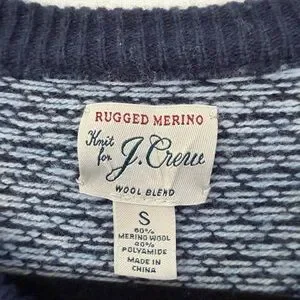 RUGGED MERINO
Knit
for J.Crew
WOOL BLEND
S
60%
MERINO WOOL
40%
POLYAMIDE
MADE IN
CHINA